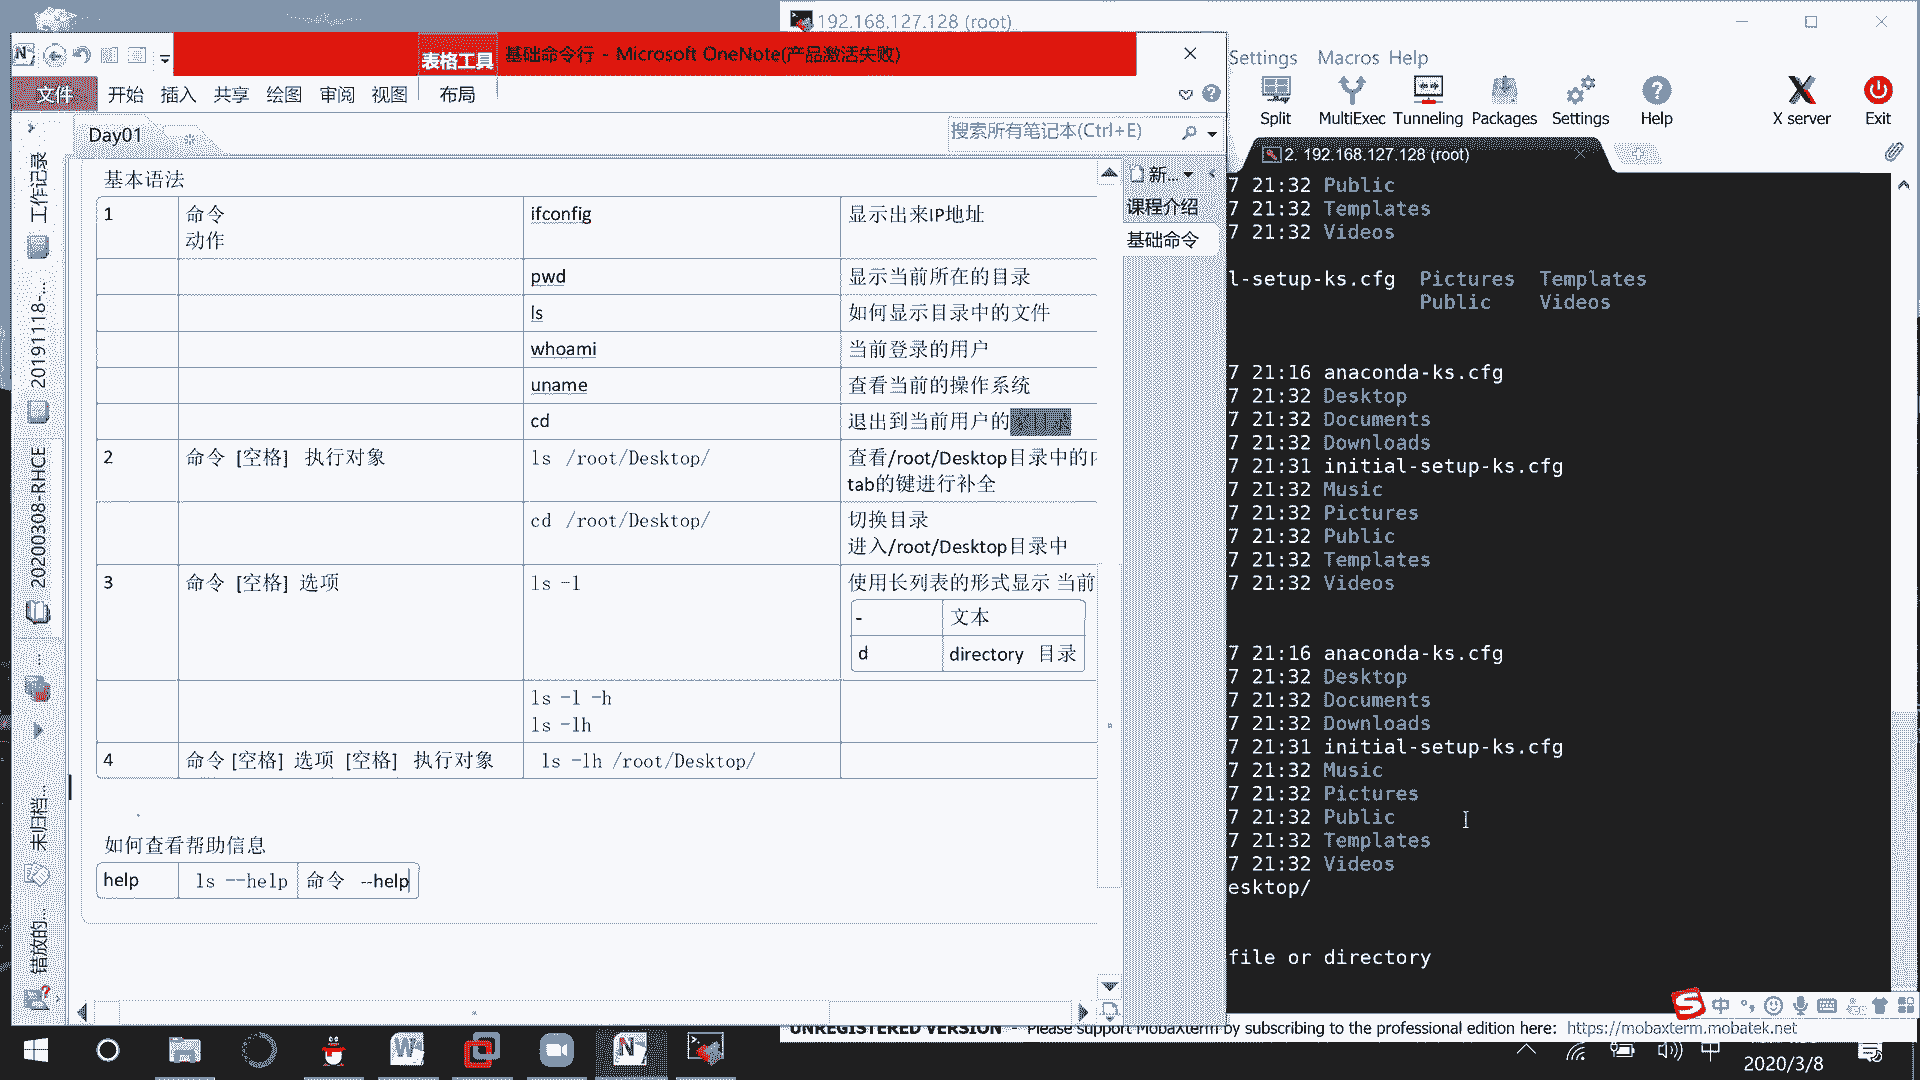 192.168.127.128 (root)
表格工具
基础命令行 - Microsoft OneNote(产品激活失败)
文件 开始 插入 共享 绘图 审阅 视图 布局
Settings Macros Help
Split MultiExec Tunneling Packages Settings Help X server Exit
Day01
搜索所有笔记本(Ctrl+E)
2. 192.168.127.128 (root)
工作记录
20191118-...
20200308-RHCE
...
未归档...
错放的...
新...
课程介绍
基础命令
基本语法
1 命令 ifconfig 显示出来IP地址
动作
pwd 显示当前所在的目录
ls 如何显示目录中的文件
whoami 当前登录的用户
uname 查看当前的操作系统
cd 退出到当前用户的家目录
2 命令 [空格] 执行对象 ls /root/Desktop/ 查看/root/Desktop目录中的
tab的键进行补全
cd /root/Desktop/ 切换目录
进入/root/Desktop目录中
3 命令 [空格] 选项 ls -l 使用长列表的形式显示 当前
- 文本
d directory 目录
ls -l -h
ls -lh
4 命令 [空格] 选项 [空格] 执行对象 ls -lh /root/Desktop/
如何查看帮助信息
help ls --help 命令 --help
7 21:32 Public
7 21:32 Templates
7 21:32 Videos
l-setup-ks.cfg Pictures Templates
Public Videos
7 21:16 anaconda-ks.cfg
7 21:32 Desktop
7 21:32 Documents
7 21:32 Downloads
7 21:31 initial-setup-ks.cfg
7 21:32 Music
7 21:32 Pictures
7 21:32 Public
7 21:32 Templates
7 21:32 Videos
7 21:16 anaconda-ks.cfg
7 21:32 Desktop
7 21:32 Documents
7 21:32 Downloads
7 21:31 initial-setup-ks.cfg
7 21:32 Music
7 21:32 Pictures
7 21:32 Public
7 21:32 Templates
7 21:32 Videos
esktop/
file or directory
中
UNREGISTERED VERSION - Please support MobaXterm by subscribing to the professional edition here: https://mobaxterm.mobatek.net
中
2020/3/8